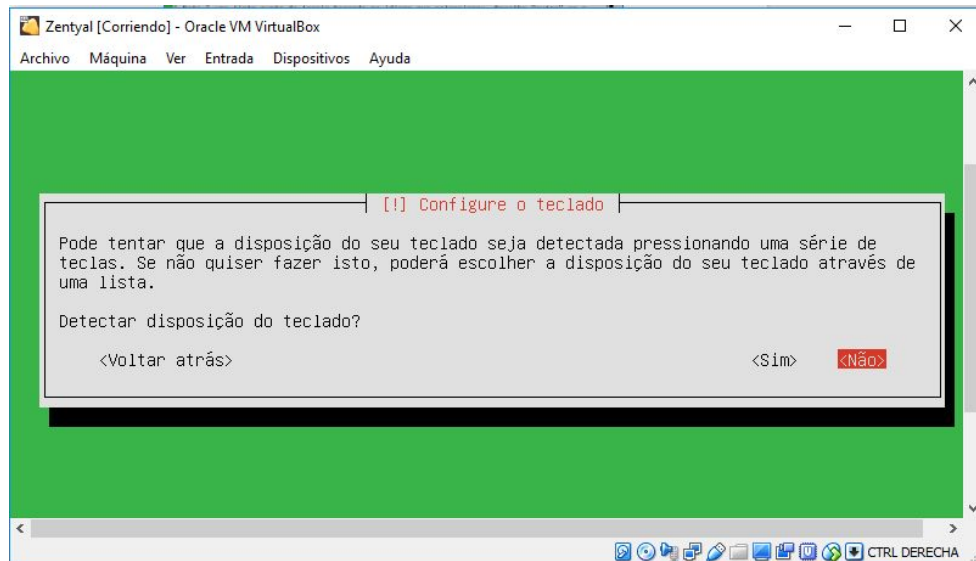 Zentyal [Corriendo] - Oracle VM VirtualBox
Archivo Máquina Ver Entrada Dispositivos Ayuda
[!] Configure o teclado
Pode tentar que a disposição do seu teclado seja detectada pressionando uma série de
teclas. Se não quiser fazer isto, poderá escolher a disposição do seu teclado através de
uma lista.
Detectar disposição do teclado?
<Voltar atrás> <Sim> <Não>
CTRL DERECHA